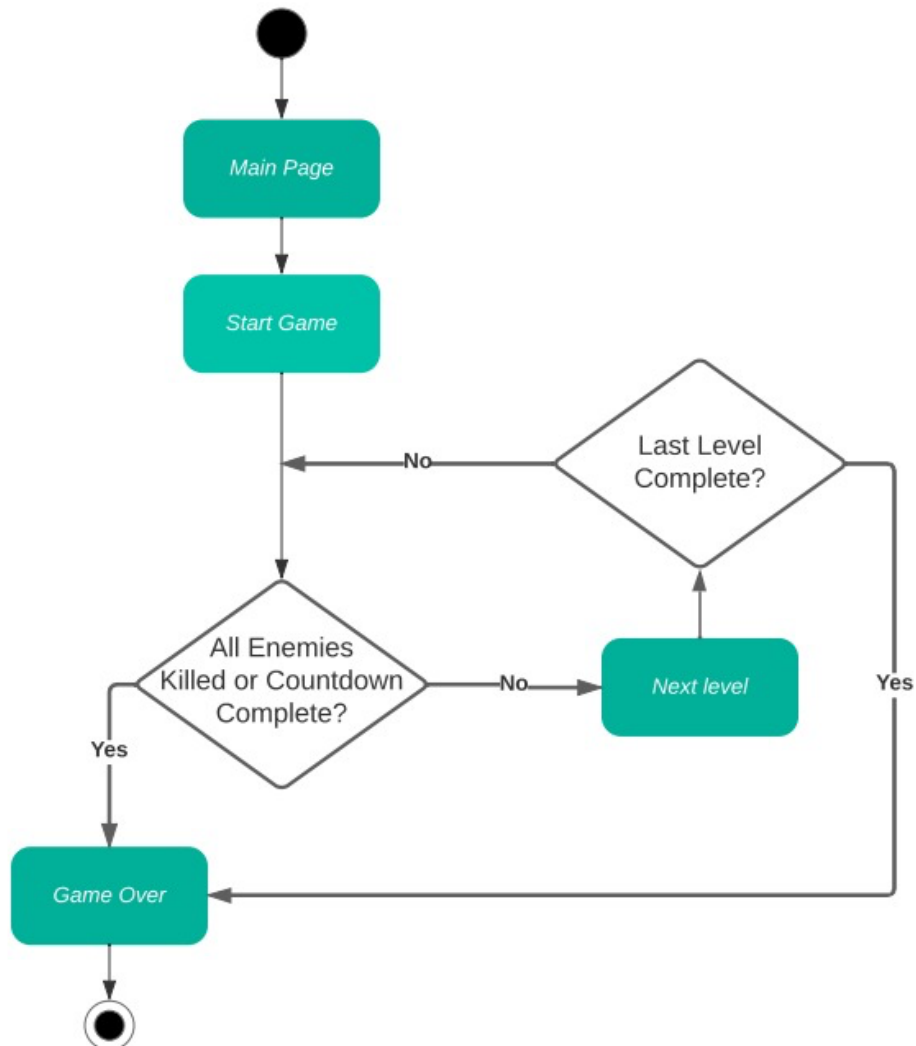 Main Page
Start Game
Last Level
Complete?
No
All Enemies
Killed or Countdown
Complete?
No
Next level
Yes
Yes
Game Over